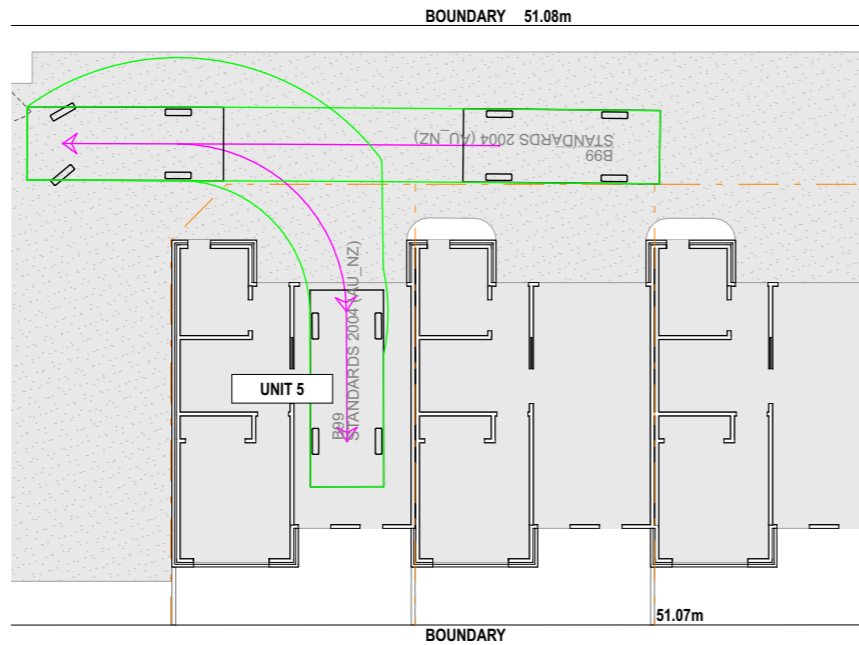 BOUNDARY 51.08m
B99
STANDARDS 2004 (AU_NZ)
B99
STANDARDS 2004 (AU_NZ)
UNIT 5
51.07m
BOUNDARY